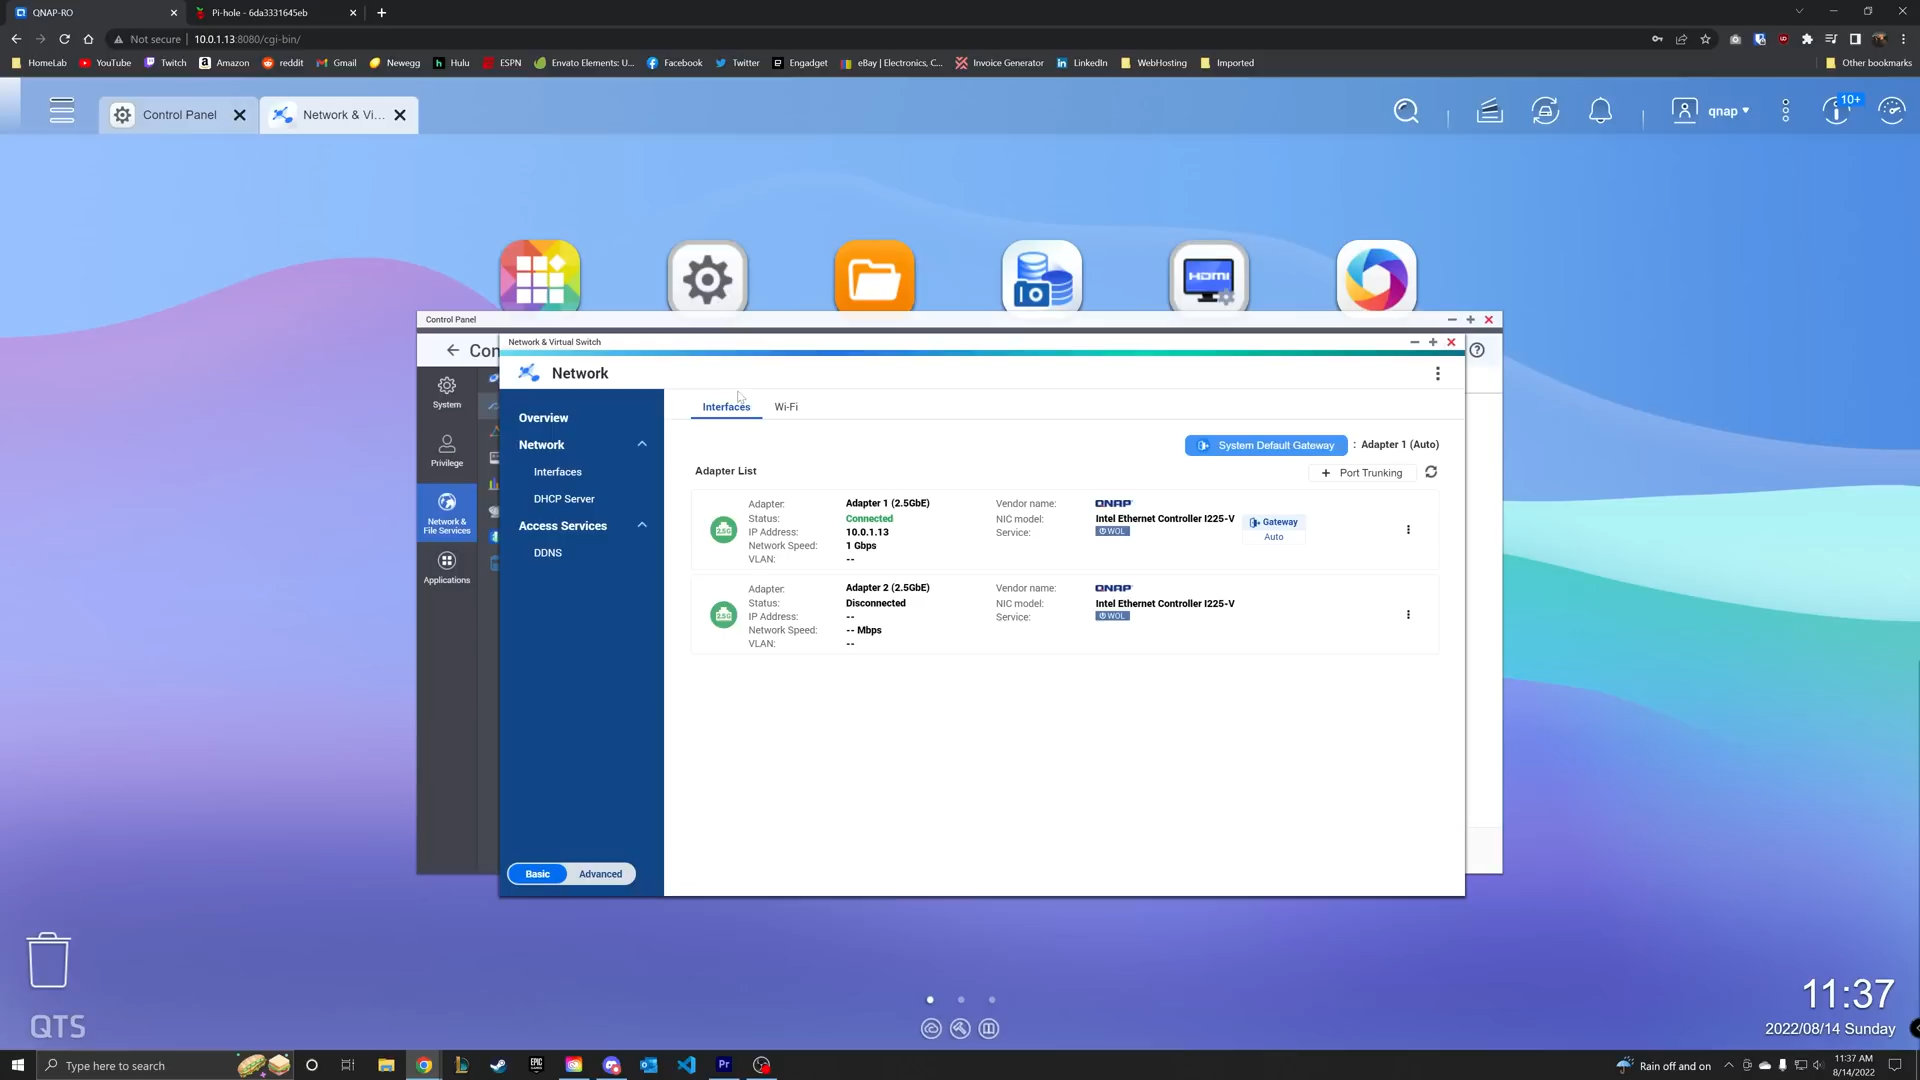 QNAP-RO
Pi-hole - 6da3331645eb
Not secure
10.0.1.13:8080/cgi-bin/
HomeLab
YouTube
Twitch
Amazon
reddit
Gmail
Newegg
Hulu
ESPN
Envato Elements: U...
Facebook
Twitter
Engadget
eBay | Electronics, C...
Invoice Generator
LinkedIn
WebHosting
Imported
Other bookmarks
Control Panel
Network & Vi...
qnap
10+
HDMI
Control Panel
Con
Network & Virtual Switch
Network
System
Privilege
Network &
File Services
Applications
Overview
Network
Interfaces
DHCP Server
Access Services
DDNS
Basic
Advanced
Interfaces
Wi-Fi
System Default Gateway
: Adapter 1 (Auto)
Adapter List
+ Port Trunking
Adapter: Adapter 1 (2.5GbE)
Status: Connected
IP Address: 10.0.1.13
Network Speed: 1 Gbps
VLAN: --
Vendor name: QNAP
NIC model: Intel Ethernet Controller I225-V
Service: WOL
Gateway
Auto
Adapter: Adapter 2 (2.5GbE)
Status: Disconnected
IP Address: --
Network Speed: -- Mbps
VLAN: --
Vendor name: QNAP
NIC model: Intel Ethernet Controller I225-V
Service: WOL
QTS
11:37
2022/08/14 Sunday
Type here to search
EPIC
Pr
Rain off and on
11:37 AM
8/14/2022